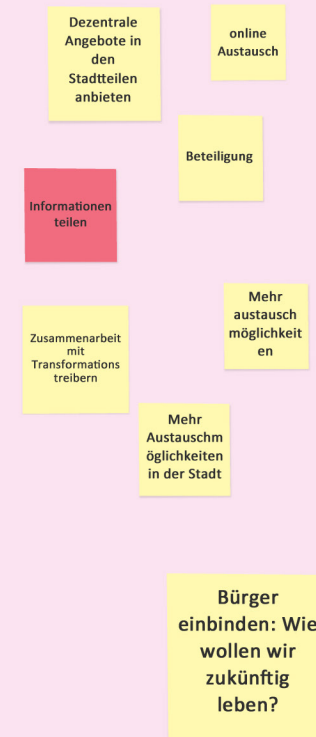 Dezentrale
Angebote in
den
Stadtteilen
anbieten
online
Austausch
Beteiligung
Informationen
teilen
Mehr
austausch
möglichkeit
en
Zusammenarbeit
mit
Transformations
treibern
Mehr
Austauschm
öglichkeiten
in der Stadt
Bürger
einbinden: Wie
wollen wir
zukünftig
leben?